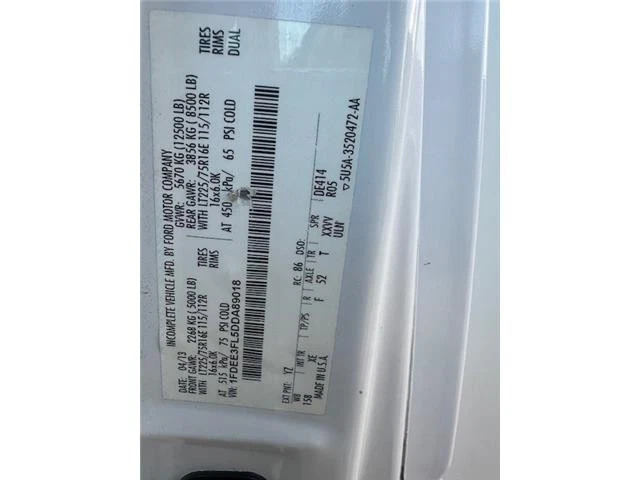 INCOMPLETE VEHICLE MFD. BY FORD MOTOR COMPANY
DATE: 04/13 GVWR: 5670 KG (12500 LB)
FRONT GAWR: 2268 KG ( 5000 LB) REAR GAWR: 3856 KG ( 8500 LB)
WITH LT225/75R16E 115/112R TIRES WITH LT225/75R16E 115/112R TIRES
16x6.0K RIMS 16x6.0K RIMS
AT 515 kPa/ 75 PSI COLD AT 450 kPa/ 65 PSI COLD DUAL
VIN: 1FDEE3FL5DDA89018
EXT PNT: YZ RC: 86 DSO:
WB INT TR TP/PS R AXLE TR SPR DE414
158 XE F 52 T XXVV R05
MADE IN U.S.A. ULN
▽ 5U5A-3520472-AA